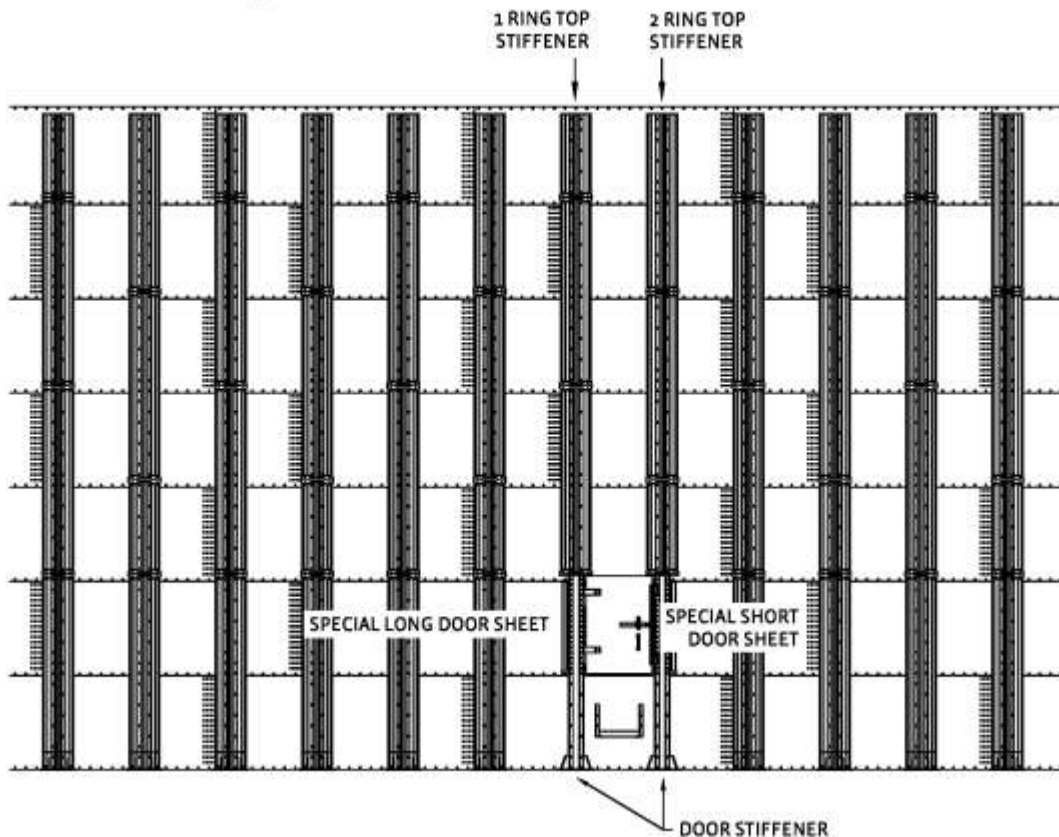 1 RING TOP
STIFFENER
2 RING TOP
STIFFENER
SPECIAL LONG DOOR SHEET
SPECIAL SHORT
DOOR SHEET
DOOR STIFFENER